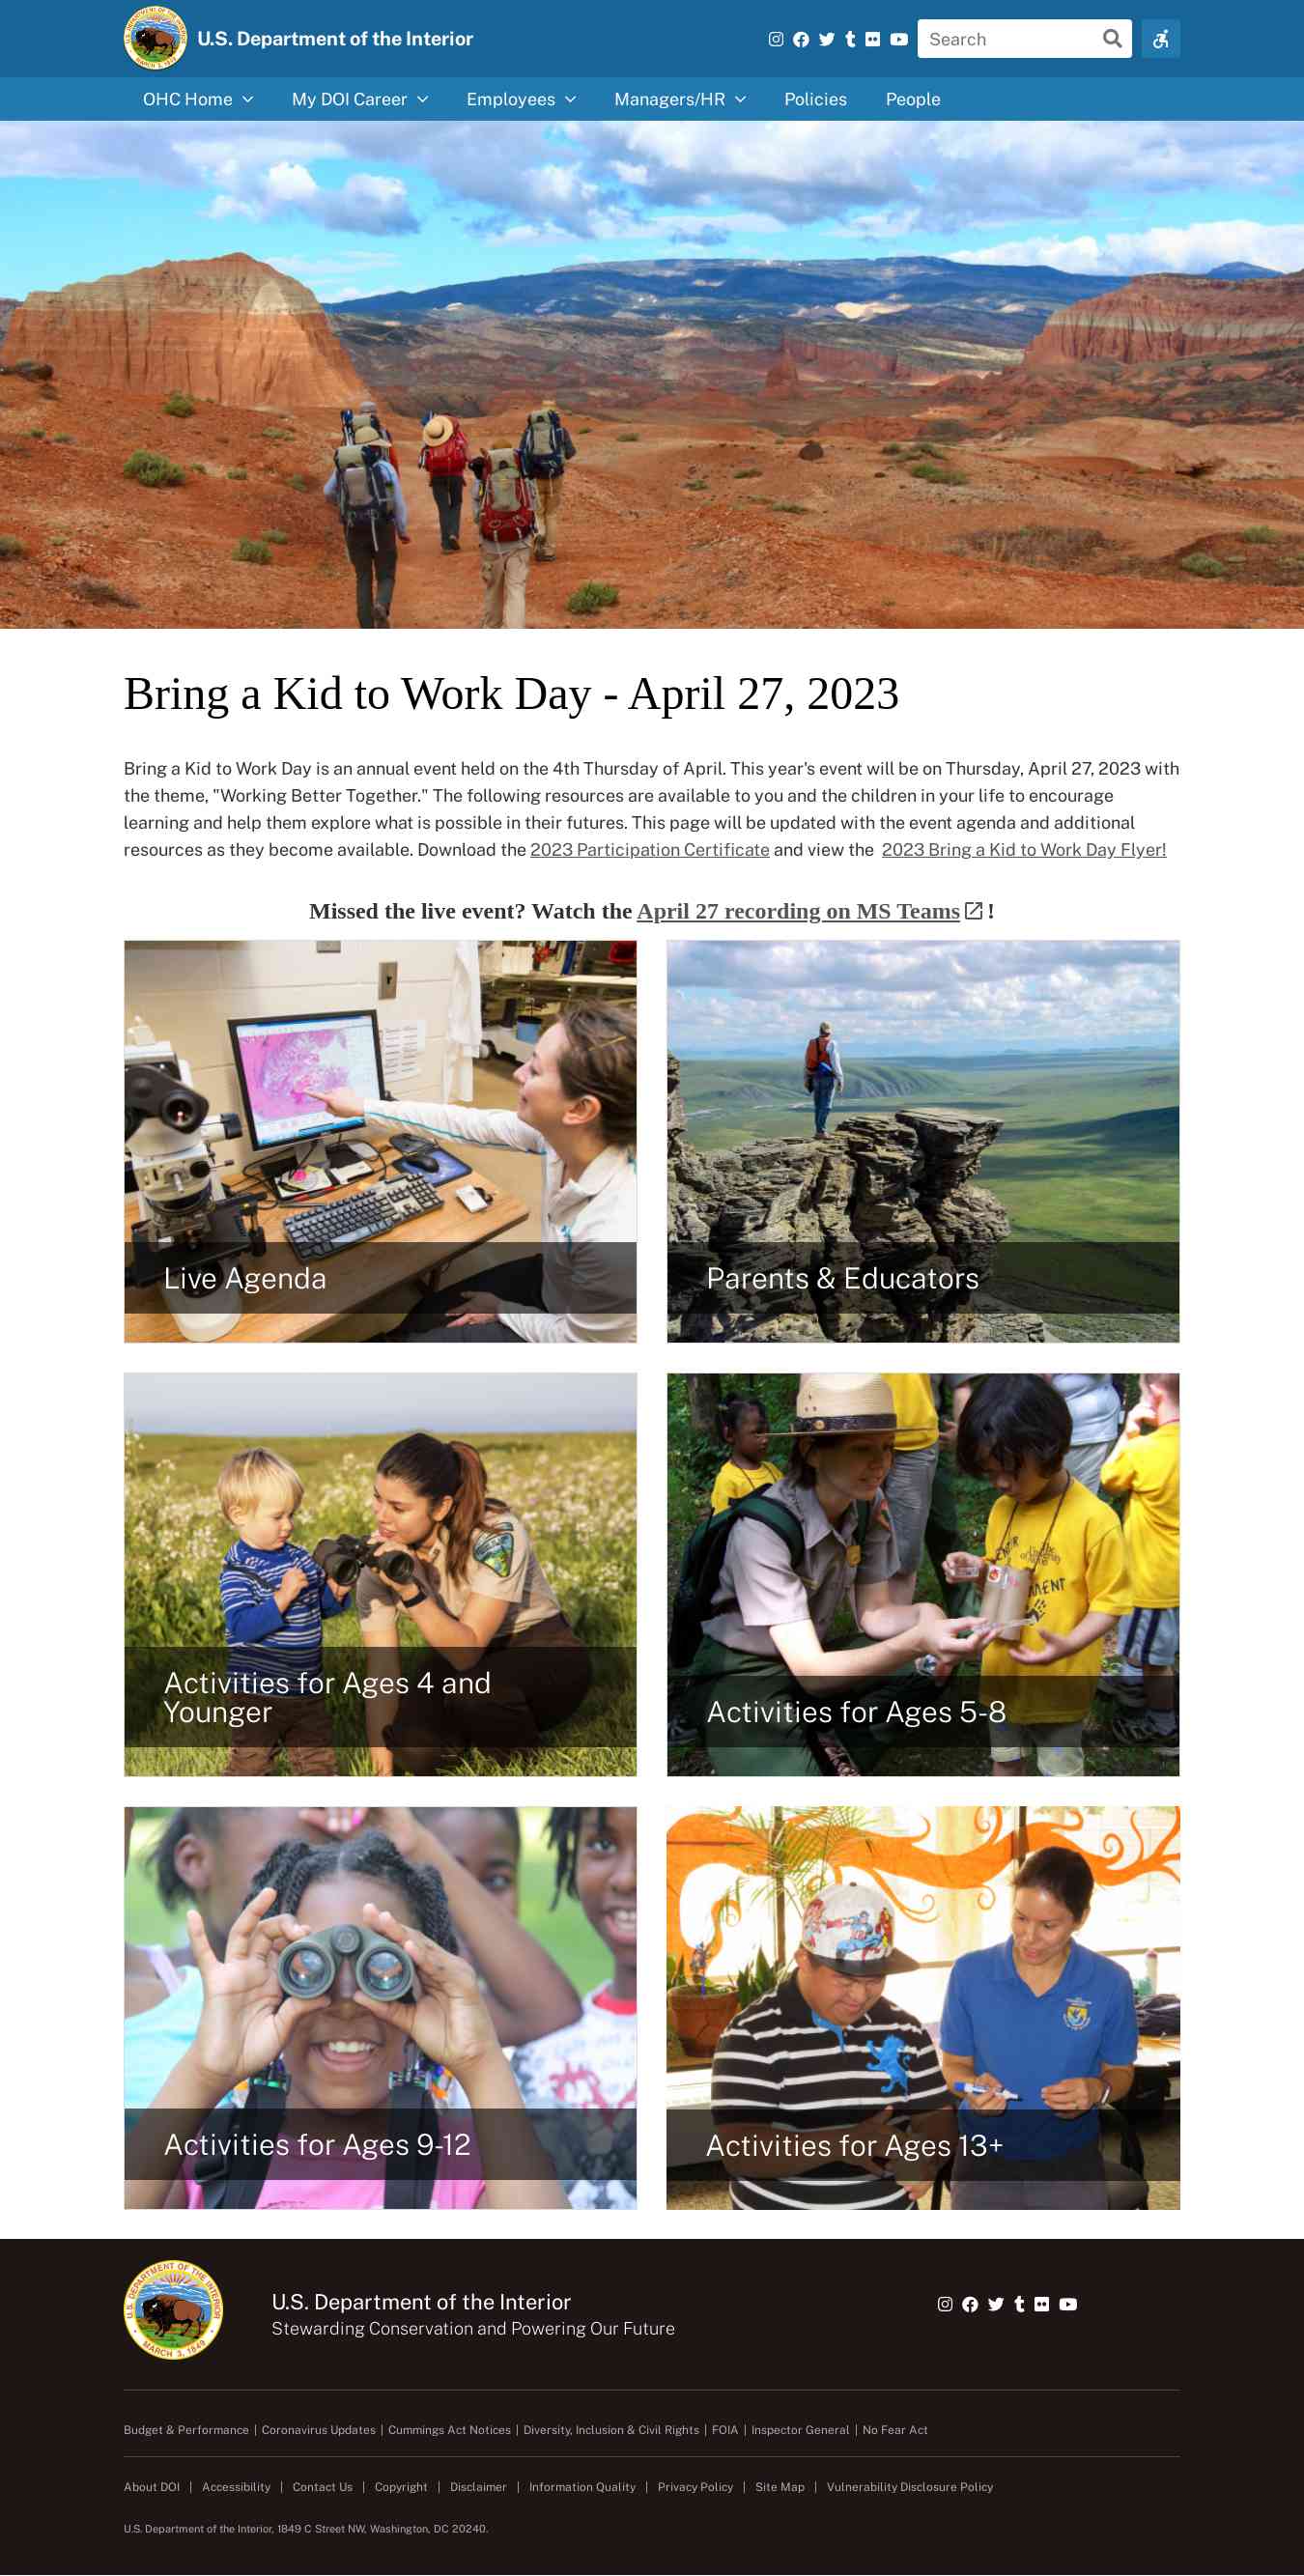 U.S. Department of the Interior
Search
OHC Home
My DOI Career
Employees
Managers/HR
Policies
People
Bring a Kid to Work Day - April 27, 2023
Bring a Kid to Work Day is an annual event held on the 4th Thursday of April. This year's event will be on Thursday, April 27, 2023 with
the theme, "Working Better Together." The following resources are available to you and the children in your life to encourage
learning and help them explore what is possible in their futures. This page will be updated with the event agenda and additional
resources as they become available. Download the 2023 Participation Certificate and view the 2023 Bring a Kid to Work Day Flyer!
Missed the live event? Watch the April 27 recording on MS Teams !
Live Agenda
Parents & Educators
Activities for Ages 4 and
Younger
Activities for Ages 5-8
Activities for Ages 9-12
Activities for Ages 13+
U.S. DEPARTMENT OF THE INTERIOR
MARCH 3, 1849
U.S. Department of the Interior
Stewarding Conservation and Powering Our Future
Budget & Performance | Coronavirus Updates | Cummings Act Notices | Diversity, Inclusion & Civil Rights | FOIA | Inspector General | No Fear Act
About DOI | Accessibility | Contact Us | Copyright | Disclaimer | Information Quality | Privacy Policy | Site Map | Vulnerability Disclosure Policy
U.S. Department of the Interior, 1849 C Street NW, Washington, DC 20240.